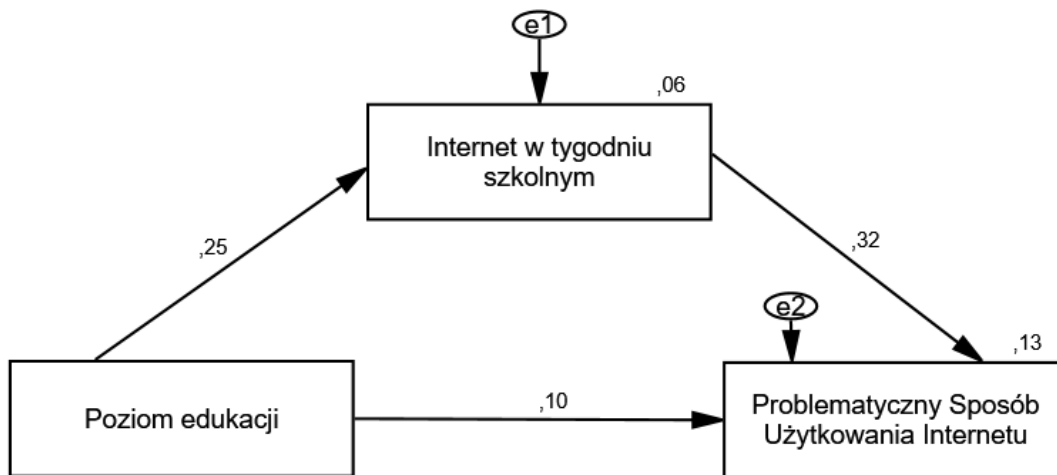 e1
,06
Internet w tygodniu
szkolnym
,25
,32
e2
,13
Poziom edukacji
,10
Problematyczny Sposób
Użytkowania Internetu